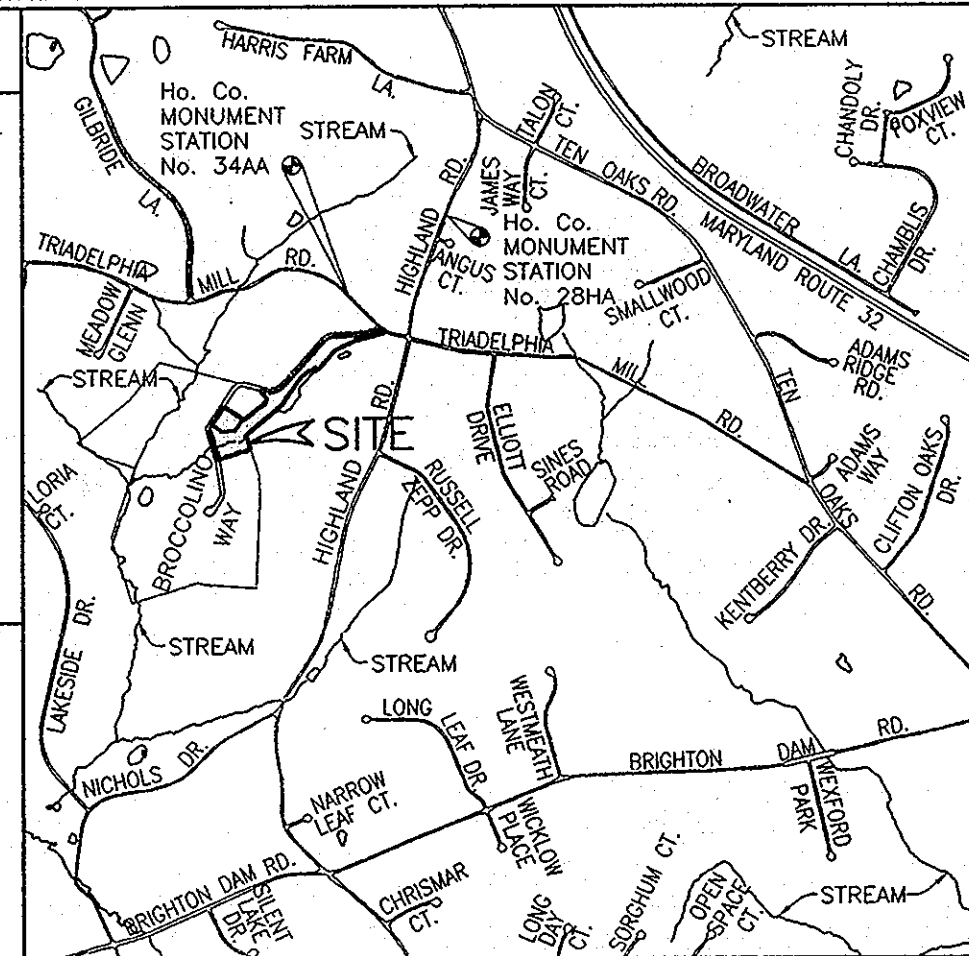 HARRIS FARM LA.
STREAM
Ho. Co.
MONUMENT
STATION
No. 34AA
STREAM
GILBRIDE LA.
TALON CT.
JAMES WAY CT.
TEN OAKS RD.
BROADWATER LA.
MARYLAND ROUTE 32
CHANDOLY DR.
FOXVIEW CT.
CHAMBLIS DR.
HIGHLAND RD.
Ho. Co.
MONUMENT
STATION
No. 28HA
ANGUS CT.
SMALLWOOD CT.
TRIADELPHIA MILL RD.
MEADOW GLENN
STREAM
TRIADELPHIA MILL RD.
ADAMS RIDGE RD.
TEN OAKS RD.
ADAMS WAY
CLIFTON OAKS DR.
KENTBERRY DR.
ELLIOTT DRIVE
SINES ROAD
SITE
HIGHLAND RD.
RUSSELL ZEPP DR.
BROCCOLINO WAY
LORIA CT.
LAKESIDE DR.
STREAM
STREAM
NICHOLS DR.
LONG LEAF DR
WESTMEATH LANE
BRIGHTON DAM RD.
WEXFORD PARK
NARROW LEAF CT.
WICKLOW PLACE
BRIGHTON DAM RD.
SILENT LAKE DR.
CHRISMAR CT.
LONG DAY CT.
SORGHUM CT.
OPEN SPACE CT.
STREAM